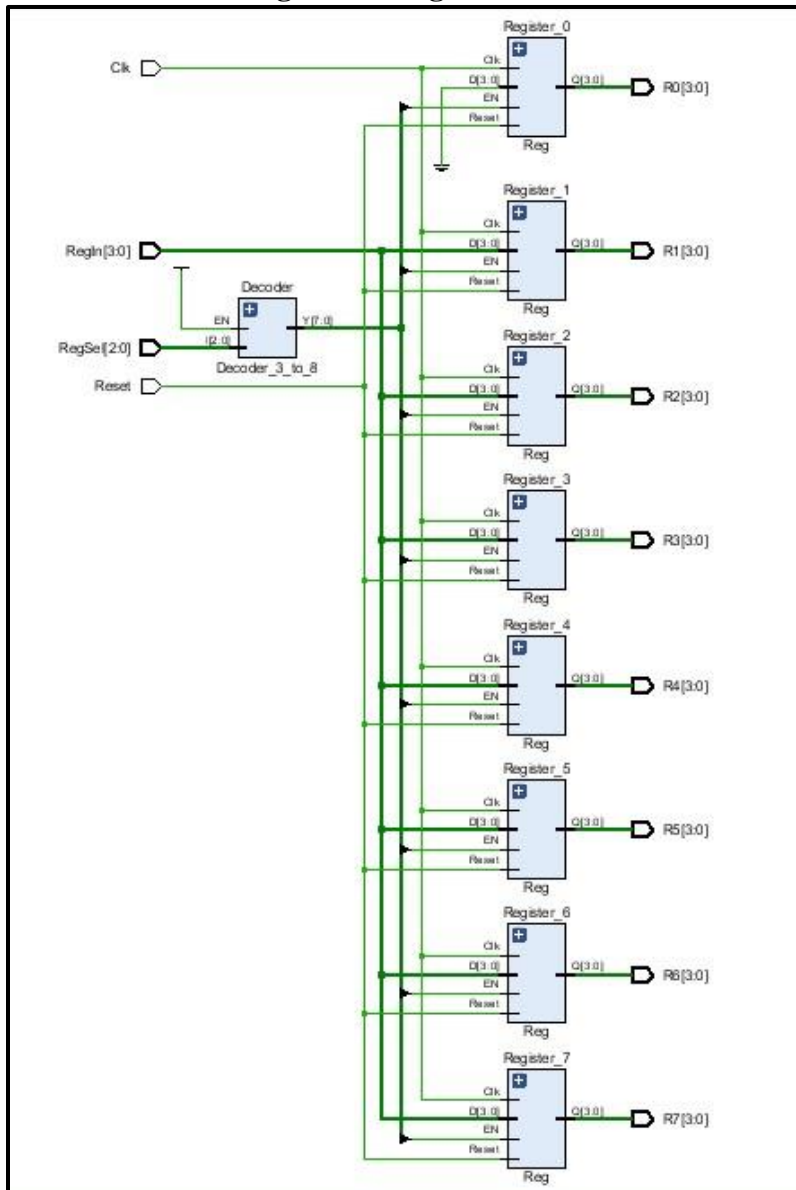 Register_0
Clk
D[3:0]
EN
Reset
Q[3:0]
Reg
Clk
R0[3:0]
Register_1
Clk
D[3:0]
EN
Reset
Q[3:0]
Reg
RegIn[3:0]
R1[3:0]
Decoder
EN
I[2:0]
Y[7:0]
Decoder_3_to_8
RegSel[2:0]
Reset
Register_2
Clk
D[3:0]
EN
Reset
Q[3:0]
Reg
R2[3:0]
Register_3
Clk
D[3:0]
EN
Reset
Q[3:0]
Reg
R3[3:0]
Register_4
Clk
D[3:0]
EN
Reset
Q[3:0]
Reg
R4[3:0]
Register_5
Clk
D[3:0]
EN
Reset
Q[3:0]
Reg
R5[3:0]
Register_6
Clk
D[3:0]
EN
Reset
Q[3:0]
Reg
R6[3:0]
Register_7
Clk
D[3:0]
EN
Reset
Q[3:0]
Reg
R7[3:0]